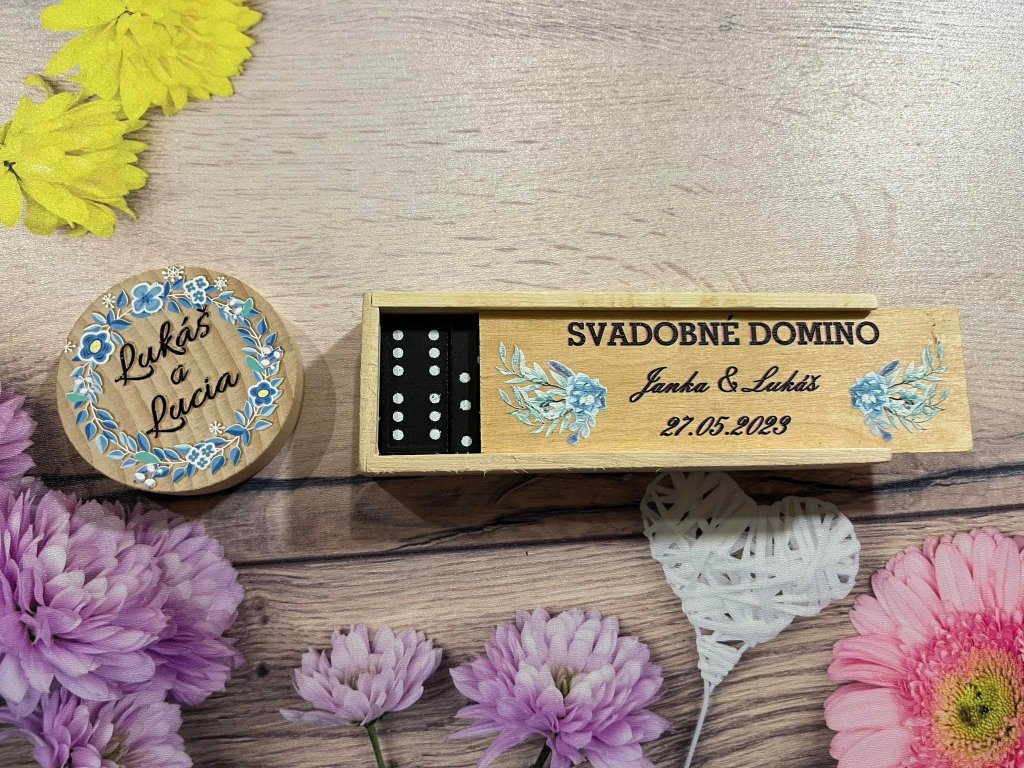 Lukáš
a
Lucia
SVADOBNÉ DOMINO
Janka & Lukáš
27.05.2023